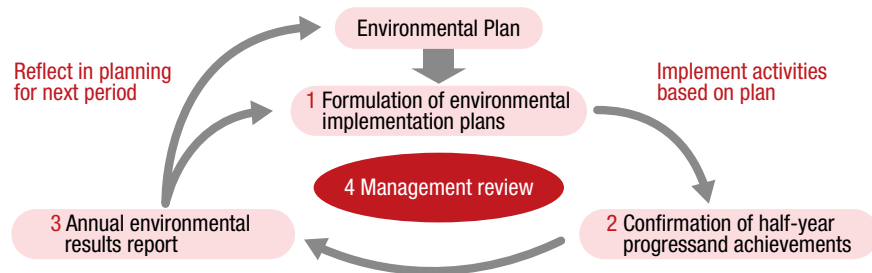 Environmental Plan
Reflect in planning
for next period
Implement activities
based on plan
1 Formulation of environmental
implementation plans
4 Management review
3 Annual environmental
results report
2 Confirmation of half-year
progressand achievements